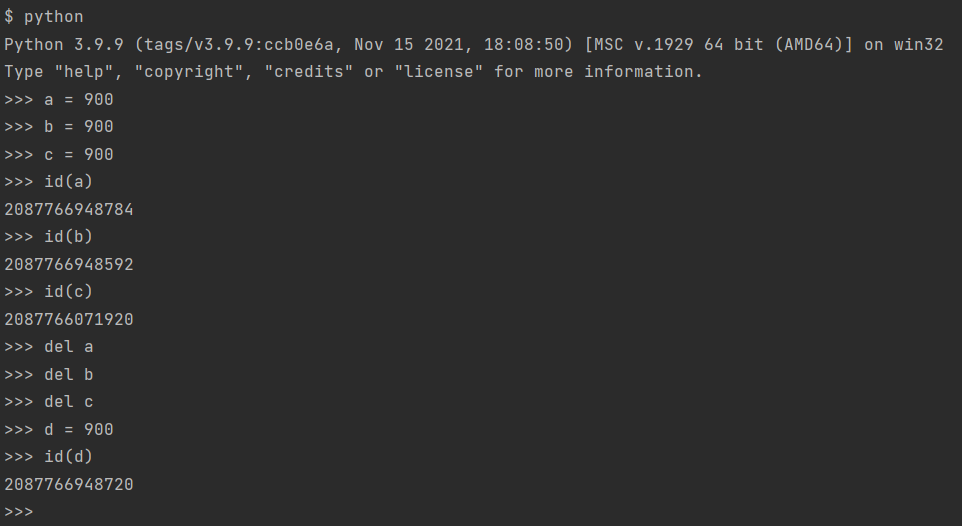 $ python
Python 3.9.9 (tags/v3.9.9:ccb0e6a, Nov 15 2021, 18:08:50) [MSC v.1929 64 bit (AMD64)] on win32
Type "help", "copyright", "credits" or "license" for more information.
>>> a = 900
>>> b = 900
>>> c = 900
>>> id(a)
2087766948784
>>> id(b)
2087766948592
>>> id(c)
2087766071920
>>> del a
>>> del b
>>> del c
>>> d = 900
>>> id(d)
2087766948720
>>>